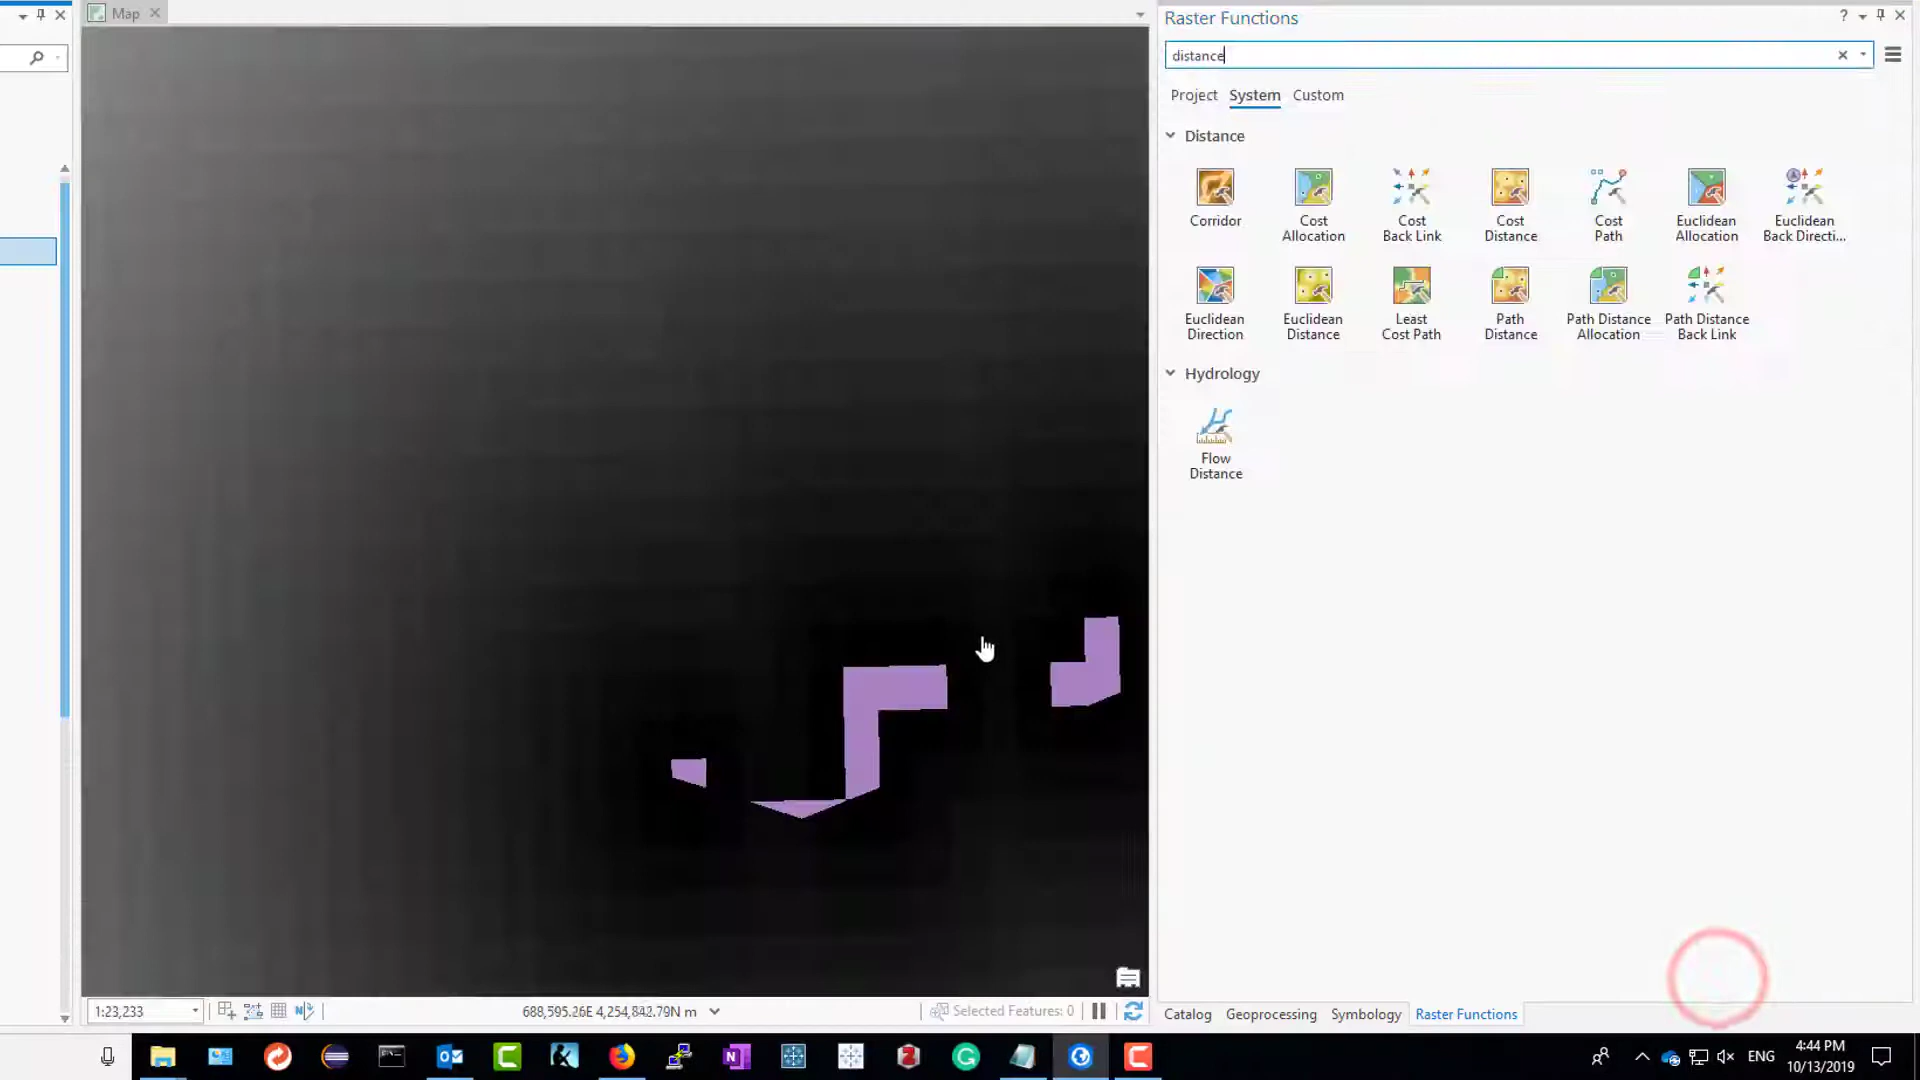 Map
Raster Functions
distance
Project System Custom
Distance
Corridor
Cost
Allocation
Cost
Back Link
Cost
Distance
Cost
Path
Euclidean
Allocation
Euclidean
Back Directi...
Euclidean
Direction
Euclidean
Distance
Least
Cost Path
Path
Distance
Path Distance
Allocation
Path Distance
Back Link
Hydrology
Flow
Distance
1:23,233
688,595.26E 4,254,842.79N m
Selected Features: 0
Catalog Geoprocessing Symbology Raster Functions
ENG
4:44 PM
10/13/2019